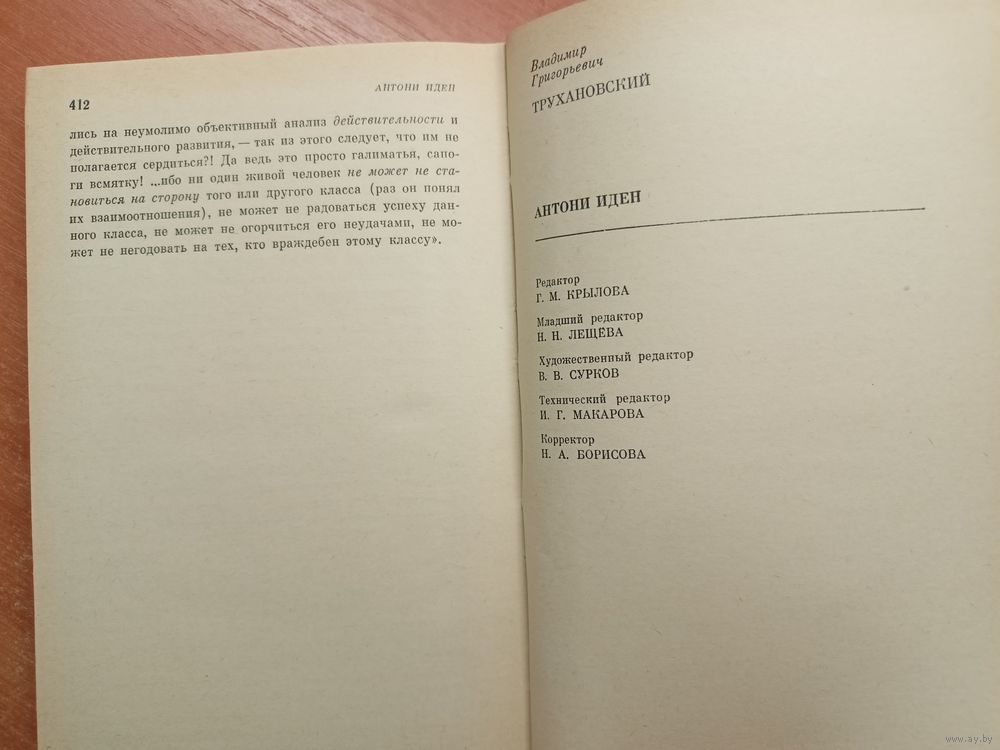 412
АНТОНИ ИДЕН
лись на неумолимо объективный анализ действительности и
действительного развития, — так из этого следует, что им не
полагается сердиться?! Да ведь это просто галиматья, сапо-
ги всмятку! ...ибо ни один живой человек не может не ста-
новиться на сторону того или другого класса (раз он понял
их взаимоотношения), не может не радоваться успеху дан-
ного класса, не может не огорчиться его неудачами, не мо-
жет не негодовать на тех, кто враждебен этому классу».
Владимир
Григорьевич
ТРУХАНОВСКИЙ
АНТОНИ ИДЕН
Редактор
Г. М. КРЫЛОВА
Младший редактор
Н. Н. ЛЕЩЁВА
Художественный редактор
В. В. СУРКОВ
Технический редактор
И. Г. МАКАРОВА
Корректор
Н. А. БОРИСОВА
www.ay.by